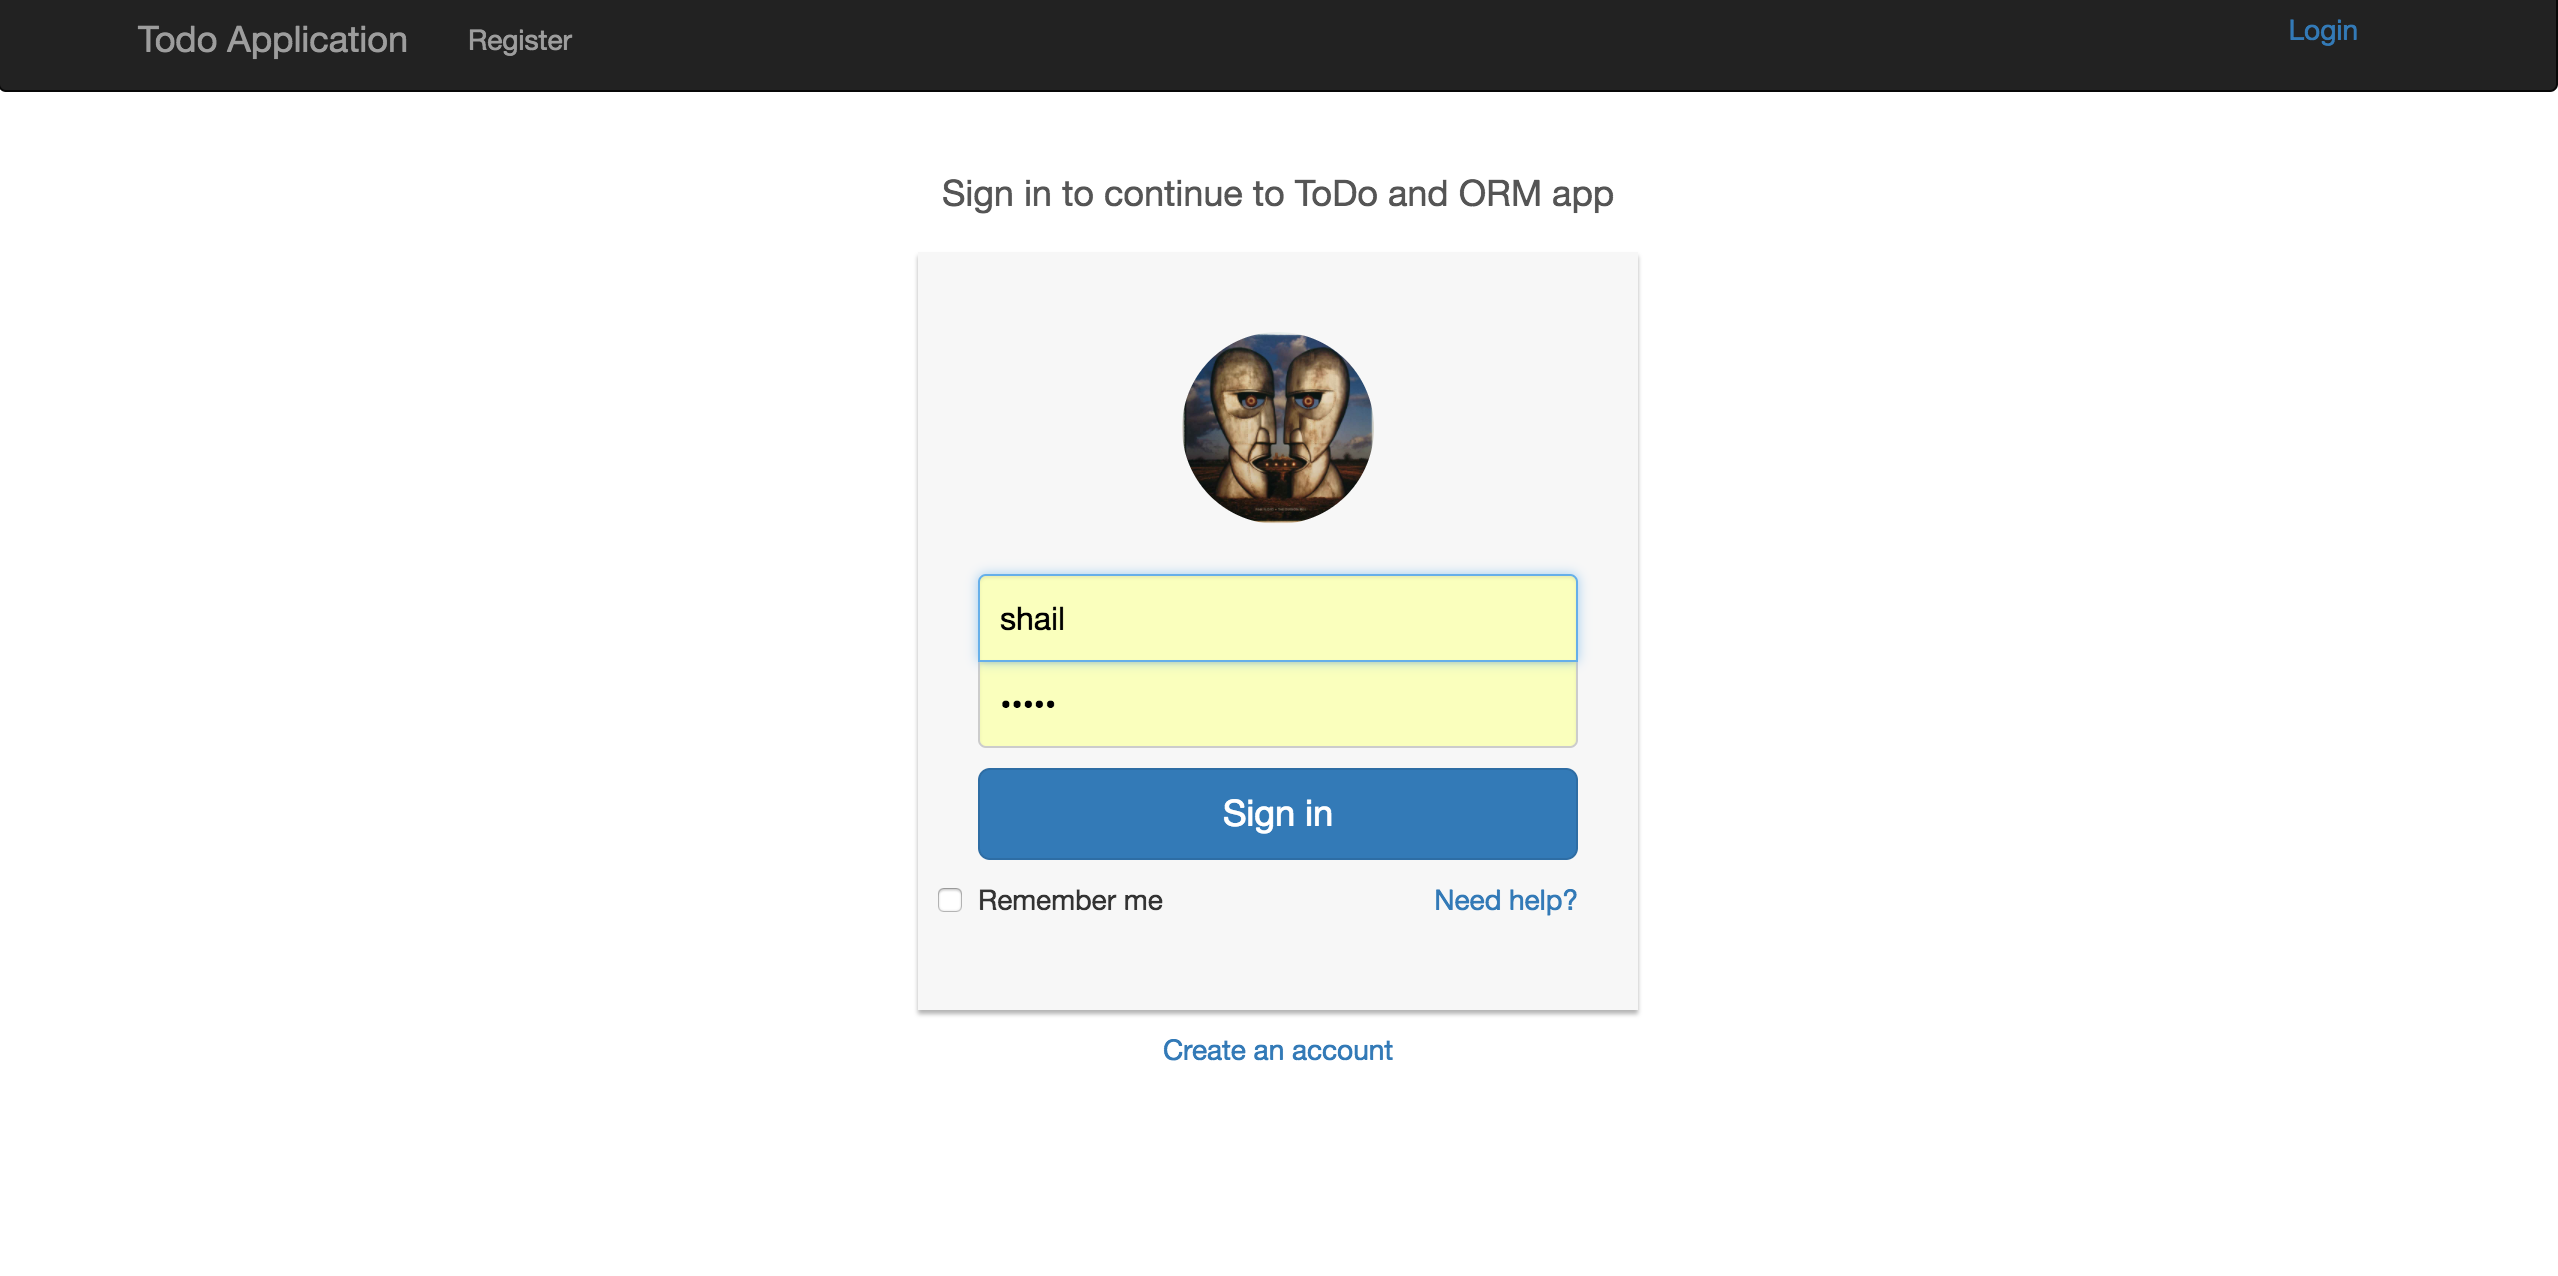 Todo Application Register Login
Sign in to continue to ToDo and ORM app
shail
•••••
Sign in
Remember me Need help?
Create an account